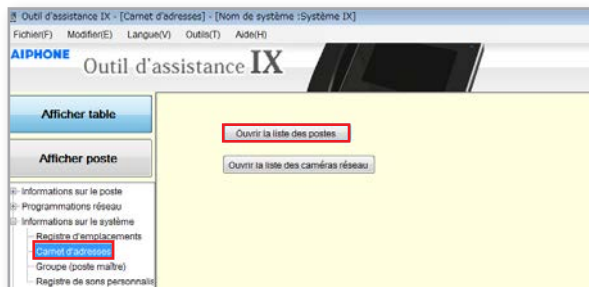 Outil d'assistance IX - [Carnet d'adresses] - [Nom de système :Système IX]
Fichier(F) Modifier(E) Langue(V) Outils(T) Aide(H)
AIPHONE
Outil d'assistance IX
Afficher table
Afficher poste
Ouvrir la liste des postes
Ouvrir la liste des caméras réseau
Informations sur le poste
Programmations réseau
Informations sur le système
Registre d'emplacements
Carnet d'adresses
Groupe (poste maître)
Registre de sons personnalis